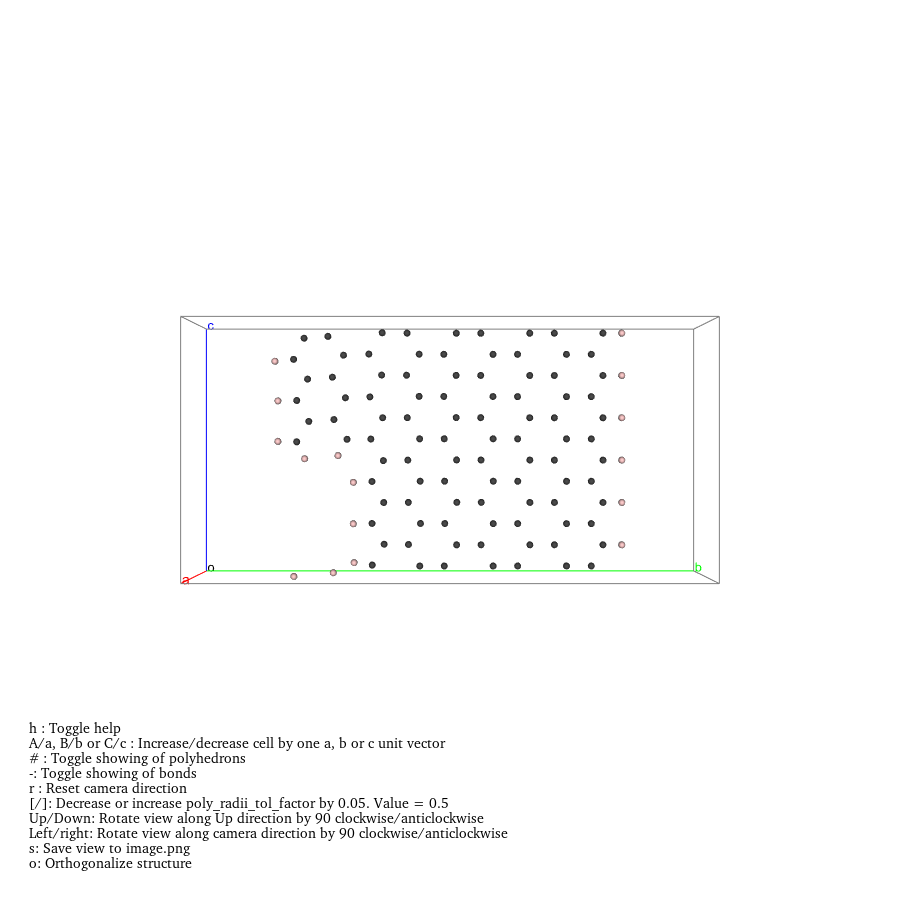 c
o
b
a
h : Toggle help
A/a, B/b or C/c : Increase/decrease cell by one a, b or c unit vector
# : Toggle showing of polyhedrons
-: Toggle showing of bonds
r : Reset camera direction
[/]: Decrease or increase poly_radii_tol_factor by 0.05. Value = 0.5
Up/Down: Rotate view along Up direction by 90 clockwise/anticlockwise
Left/right: Rotate view along camera direction by 90 clockwise/anticlockwise
s: Save view to image.png
o: Orthogonalize structure